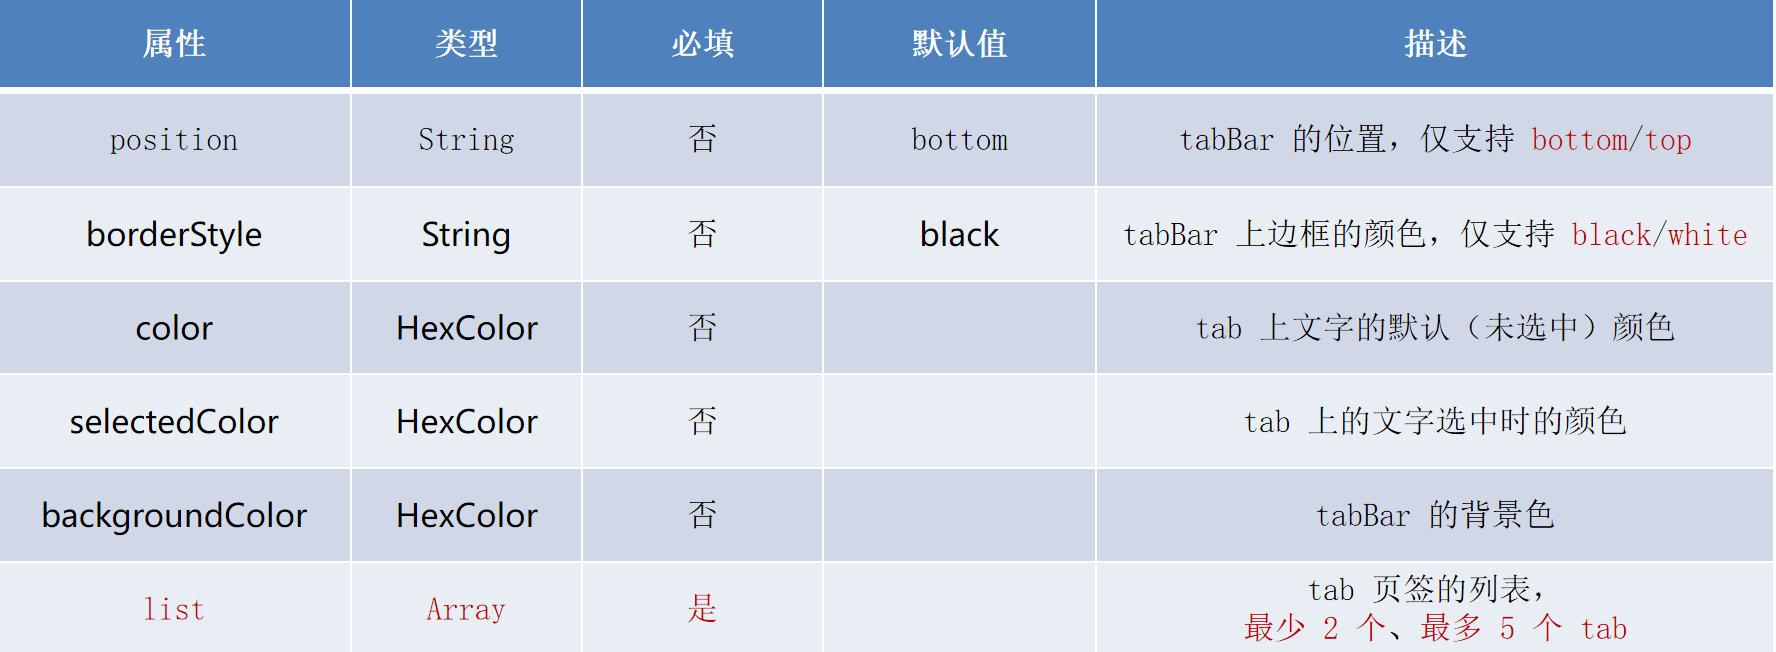 属性 类型 必填 默认值 描述
position String 否 bottom tabBar 的位置，仅支持 bottom/top
borderStyle String 否 black tabBar 上边框的颜色，仅支持 black/white
color HexColor 否 tab 上文字的默认（未选中）颜色
selectedColor HexColor 否 tab 上的文字选中时的颜色
backgroundColor HexColor 否 tabBar 的背景色
list Array 是 tab 页签的列表，
最少 2 个、最多 5 个 tab